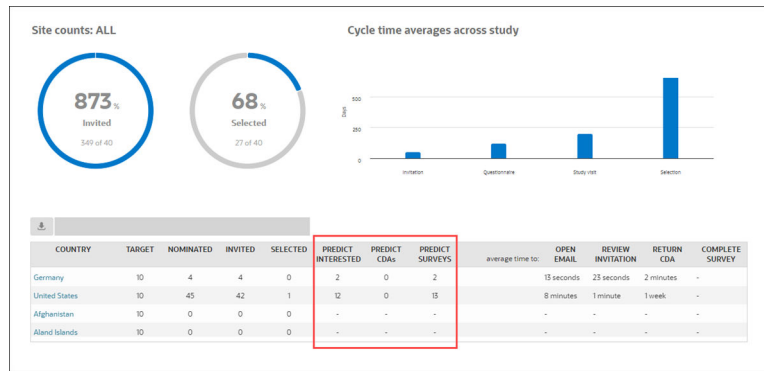 Site counts: ALL
873%
Invited
349 of 40
68%
Selected
27 of 40
Cycle time averages across study
Days
500
250
0
Invitation
Questionnaire
Study visit
Selection
COUNTRY TARGET NOMINATED INVITED SELECTED PREDICT INTERESTED PREDICT CDAs PREDICT SURVEYS average time to: OPEN EMAIL REVIEW INVITATION RETURN CDA COMPLETE SURVEY
Germany 10 4 4 0 2 0 2 13 seconds 23 seconds 2 minutes -
United States 10 45 42 1 12 0 13 8 minutes 1 minute 1 week -
Afghanistan 10 0 0 0 - - - - - - -
Aland Islands 10 0 0 0 - - - - - - -